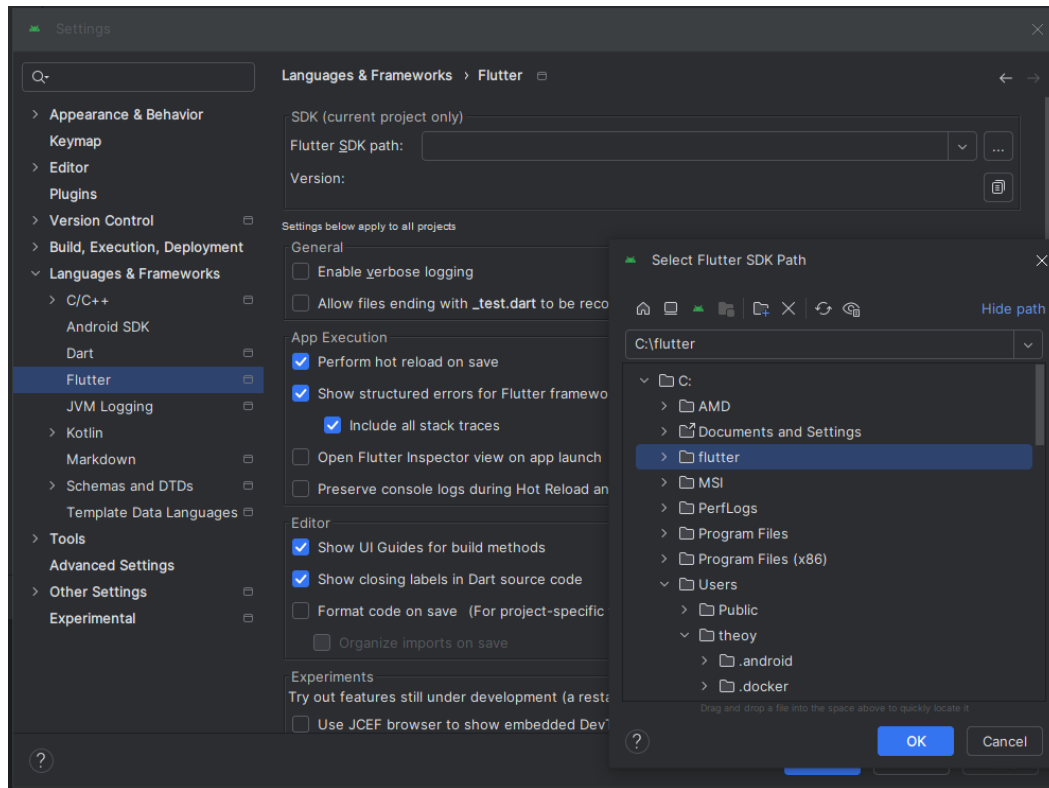 Settings
Languages & Frameworks › Flutter
Appearance & Behavior
Keymap
Editor
Plugins
Version Control
Build, Execution, Deployment
Languages & Frameworks
C/C++
Android SDK
Dart
Flutter
JVM Logging
Kotlin
Markdown
Schemas and DTDs
Template Data Languages
Tools
Advanced Settings
Other Settings
Experimental
SDK (current project only)
Flutter SDK path:
...
Version:
Settings below apply to all projects
General
Enable verbose logging
Allow files ending with _test.dart to be reco
App Execution
Perform hot reload on save
Show structured errors for Flutter framewo
Include all stack traces
Open Flutter Inspector view on app launch
Preserve console logs during Hot Reload an
Editor
Show UI Guides for build methods
Show closing labels in Dart source code
Format code on save (For project-specific
Organize imports on save
Experiments
Try out features still under development (a resta
Use JCEF browser to show embedded Dev
?
Select Flutter SDK Path
Hide path
C:\flutter
C:
AMD
Documents and Settings
flutter
MSI
PerfLogs
Program Files
Program Files (x86)
Users
Public
theoy
.android
.docker
Drag and drop a file into the space above to quickly locate it
?
OK
Cancel